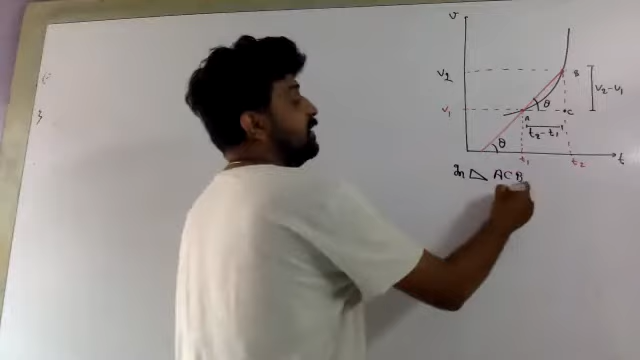 v
v2
B
v2-v1
v1
θ
A
C
t2-t1
θ
t1
t2
t
In △ ACB